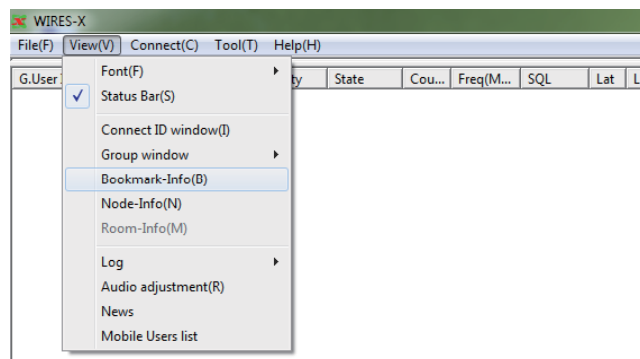 WIRES-X
File(F) View(V) Connect(C) Tool(T) Help(H)
G.User ty State Cou... Freq(M... SQL Lat L
Font(F)
Status Bar(S)
Connect ID window(I)
Group window
Bookmark-Info(B)
Node-Info(N)
Room-Info(M)
Log
Audio adjustment(R)
News
Mobile Users list